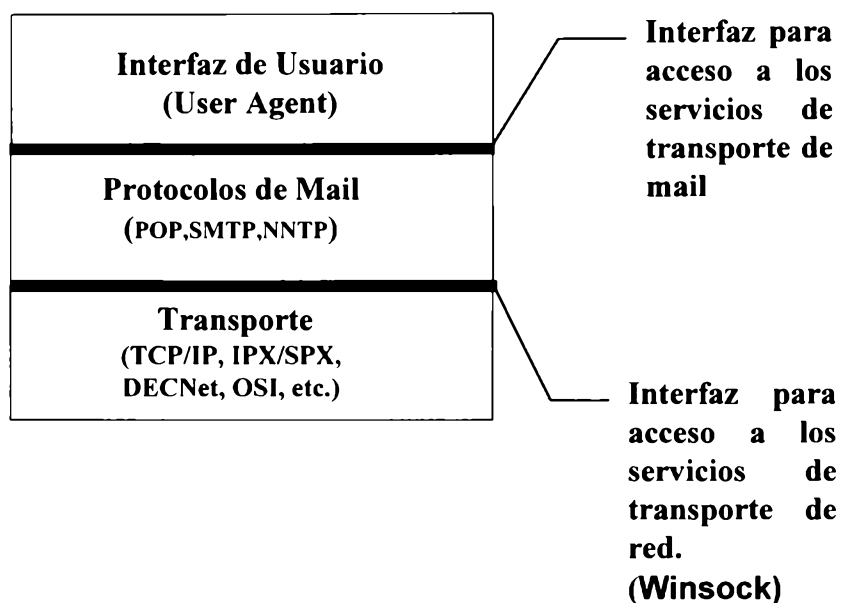 Interfaz de Usuario
(User Agent)
Protocolos de Mail
(POP,SMTP,NNTP)
Transporte
(TCP/IP, IPX/SPX,
DECNet, OSI, etc.)
Interfaz para
acceso a los
servicios de
transporte de
mail
Interfaz para
acceso a los
servicios de
transporte de
red.
(Winsock)